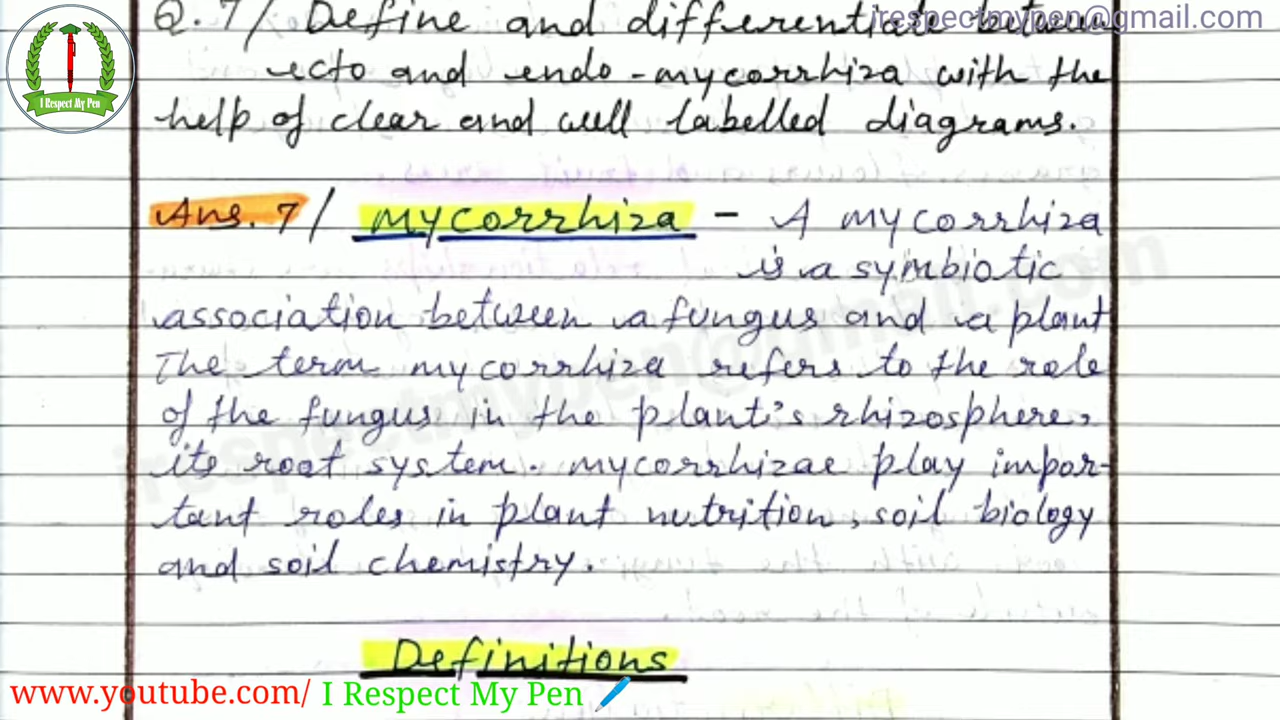 irespectmypen@gmail.com
Q.7/ Define and differentiate between
ecto and endo-mycorrhiza with the
help of clear and well labelled diagrams.
I Respect My Pen
Ans.7/ Mycorrhiza - A mycorrhiza
is a symbiotic
association between a fungus and a plant
The term mycorrhiza refers to the role
of the fungus in the plant's rhizosphere,
its root system. Mycorrhizae play impor-
tant roles in plant nutrition, soil biology
and soil chemistry.
irespectmypen@gmail.com
Definitions
www.youtube.com/ I Respect My Pen